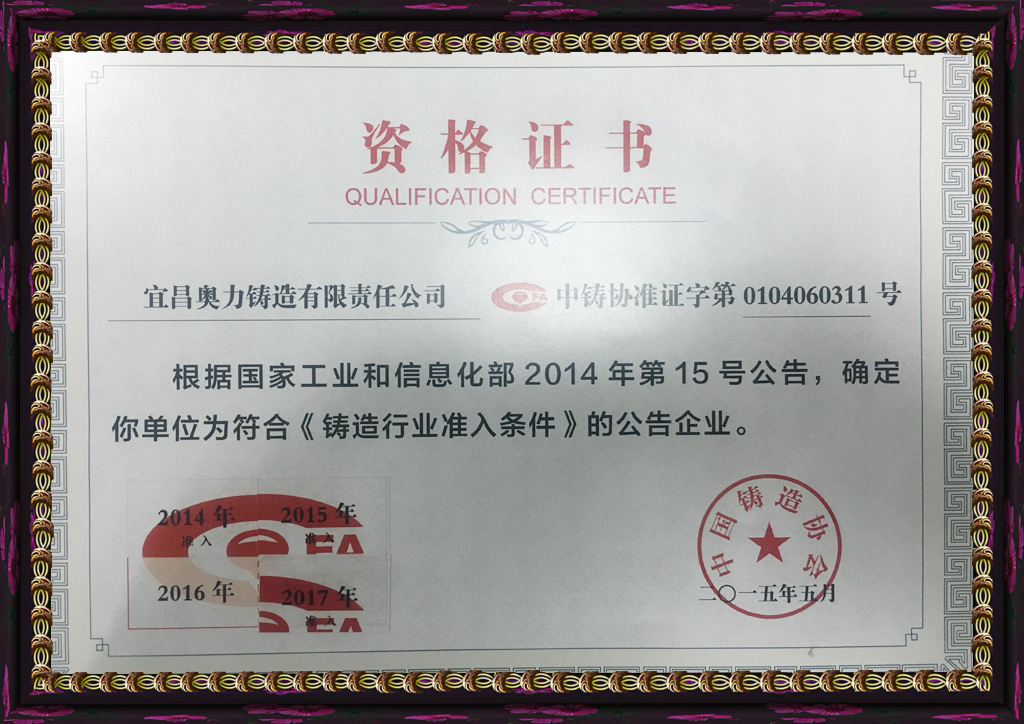 资格证书
QUALIFICATION CERTIFICATE
宜昌奥力铸造有限责任公司 CFA 中铸协准证字第 0104060311 号
根据国家工业和信息化部 2014 年第 15 号公告，确定
你单位为符合《铸造行业准入条件》的公告企业。
2014 年 2015 年
准入 准入
FA
2016 年 2017 年
准入
FA
中国铸造协会
二〇一五年五月